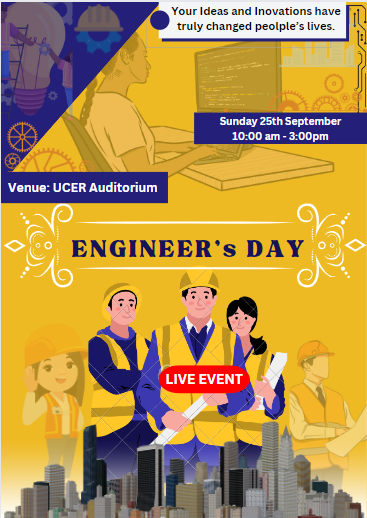 Your Ideas and Inovations have
truly changed peolple's lives.
Sunday 25th September
10:00 am - 3:00pm
Venue: UCER Auditorium
ENGINEER's DAY
LIVE EVENT